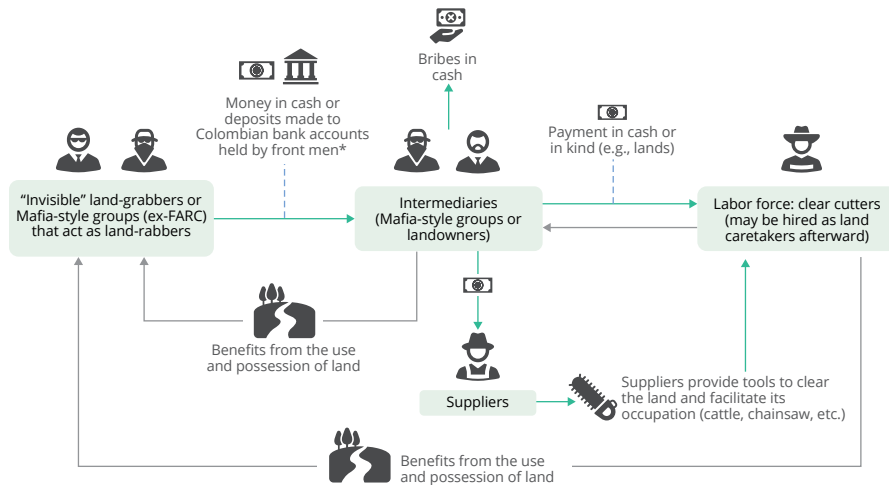 Bribes in
cash
Money in cash or
deposits made to
Colombian bank accounts
held by front men*
Payment in cash or
in kind (e.g., lands)
“Invisible” land-grabbers or
Mafia-style groups (ex-FARC)
that act as land-rabbers
Intermediaries
(Mafia-style groups or
landowners)
Labor force: clear cutters
(may be hired as land
caretakers afterward)
Benefits from the use
and possession of land
Suppliers
Suppliers provide tools to clear
the land and facilitate its
occupation (cattle, chainsaw, etc.)
Benefits from the use
and possession of land